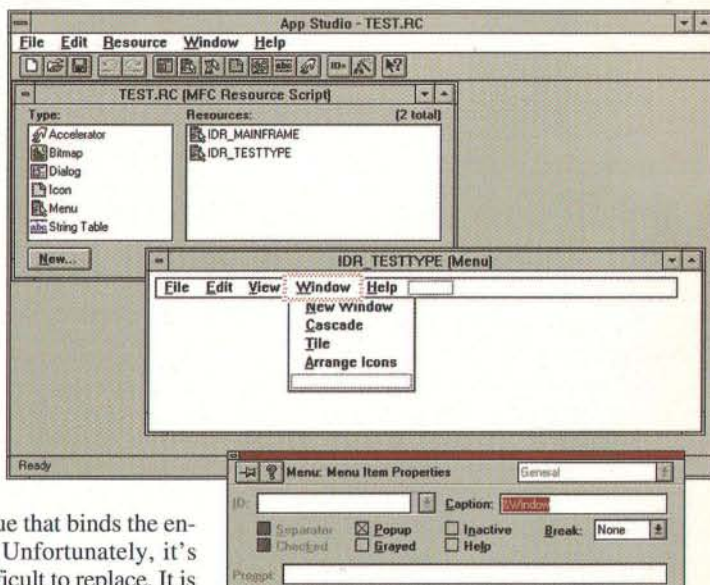 App Studio - TEST.RC
File Edit Resource Window Help
TEST.RC (MFC Resource Script)
Type:
Resources: (2 total)
Accelerator
Bitmap
Dialog
Icon
Menu
String Table
IDR_MAINFRAME
IDR_TESTTYPE
New...
IDR_TESTTYPE (Menu)
File Edit View Window Help
New Window
Cascade
Tile
Arrange Icons
Ready
Menu: Menu Item Properties
General
ID:
Caption: &Window
Separator Popup Inactive Break: None
Checked Grayed Help
Prompt:
ue that binds the en-
Unfortunately, it's
ficult to replace. It is